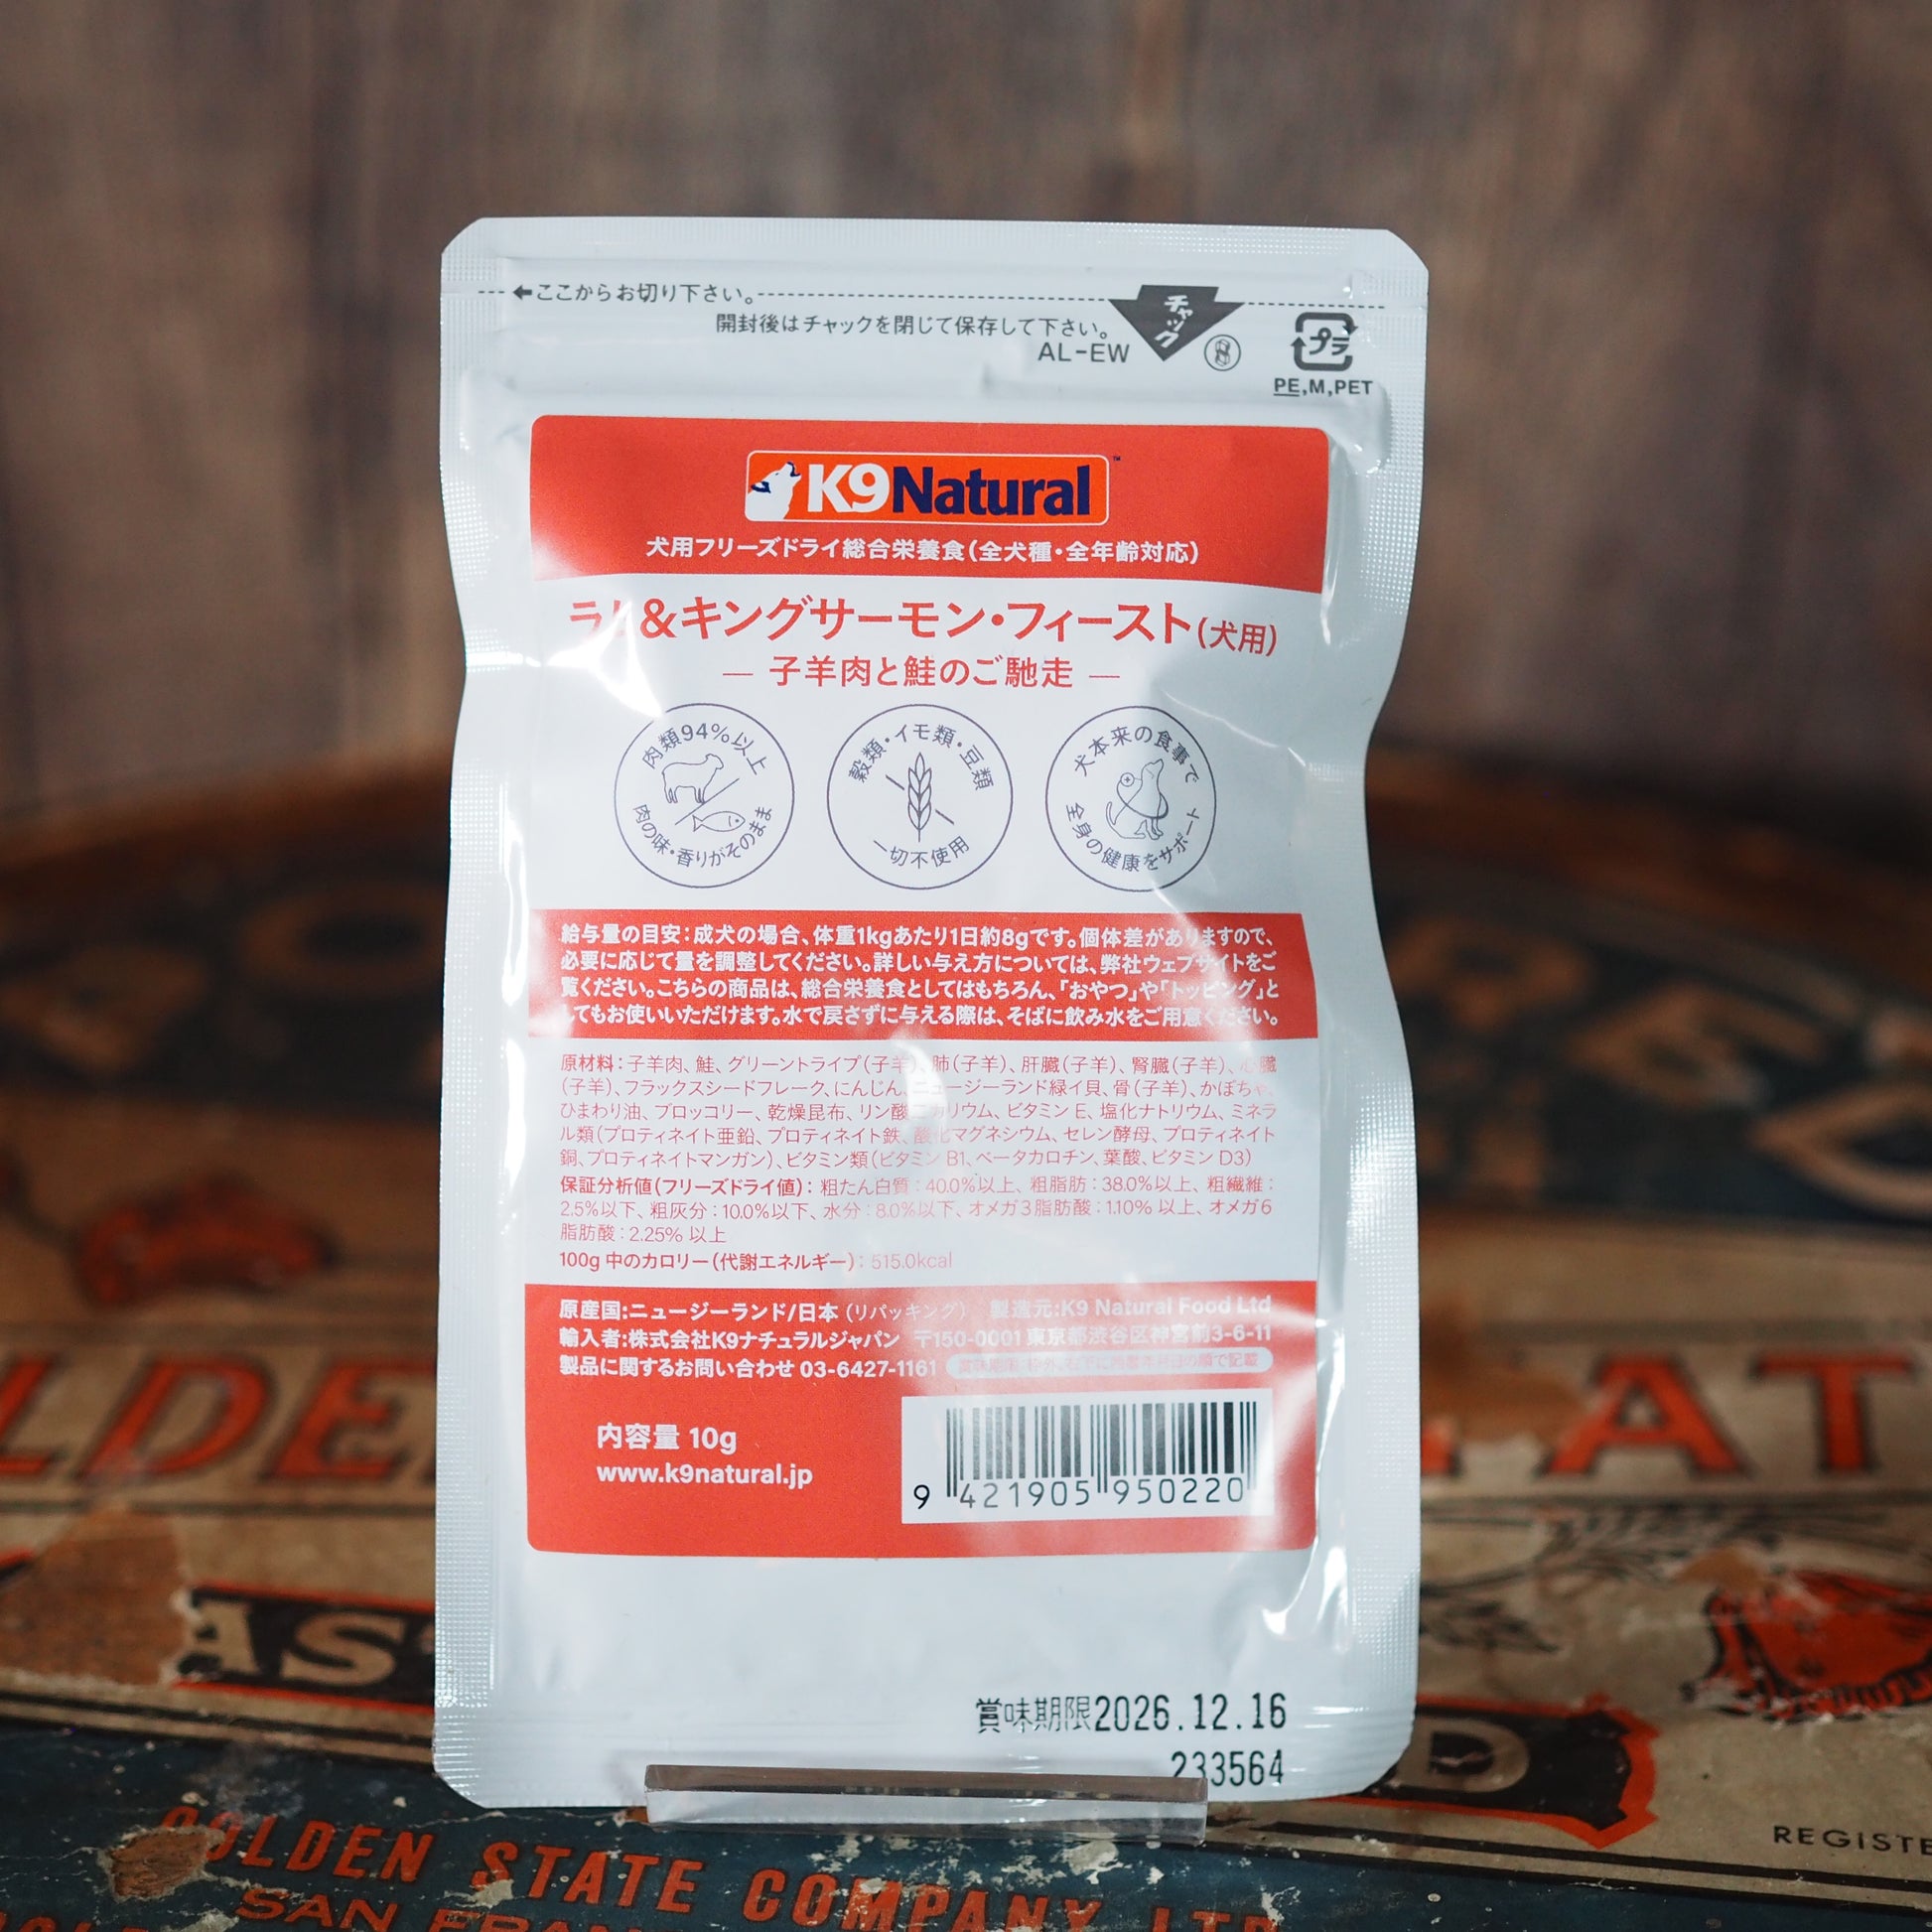 ←ここからお切り下さい。
開封後はチャックを閉じて保存して下さい。
チャック
AL-EW
プラ
PE,M,PET
K9Natural™
犬用フリーズドライ総合栄養食(全犬種・全年齢対応)
&キングサーモン・フィースト(犬用)
— 子羊肉と鮭のご馳走 —
肉類94%以上
肉の味・香りがそのまま
穀類・イモ類・豆類
一切不使用
犬本来の食事で
全身の健康をサポート
給与量の目安：成犬の場合、体重1kgあたり1日約8gです。個体差がありますので、
必要に応じて量を調整してください。詳しい与え方については、弊社ウェブサイトをご
覧ください。こちらの商品は、総合栄養食としてはもちろん、「おやつ」や「トッピング」と
してもお使いいただけます。水で戻さずに与える際は、そばに飲み水をご用意ください。
原材料：子羊肉、鮭、グリーントライプ(子羊)、肺(子羊)、肝臓(子羊)、腎臓(子羊)、心臓
(子羊)、フラックスシードフレーク、にんじん、ニュージーランド緑イ貝、骨(子羊)、かぼちゃ、
ひまわり油、ブロッコリー、乾燥昆布、リン酸二カリウム、ビタミン E、塩化ナトリウム、ミネラ
ル類(プロティネイト亜鉛、プロティネイト鉄、酸化マグネシウム、セレン酵母、プロティネイト
銅、プロティネイトマンガン)、ビタミン類(ビタミン B1、ベータカロチン、葉酸、ビタミン D3)
保証分析値(フリーズドライ値)：粗たん白質：40.0%以上、粗脂肪：38.0%以上、粗繊維：
2.5%以下、粗灰分：10.0%以下、水分：8.0%以下、オメガ3脂肪酸：1.10% 以上、オメガ6
脂肪酸：2.25% 以上
100g 中のカロリー(代謝エネルギー)：515.0kcal
原産国:ニュージーランド/日本（リパッキング） 製造元:K9 Natural Food Ltd
輸入者:株式会社K9ナチュラルジャパン 〒150-0001 東京都渋谷区神宮前3-6-11
製品に関するお問い合わせ 03-6427-1161
内容量 10g
www.k9natural.jp
9 421905 950220
賞味期限2026.12.16
233564
LDE
AT
AS
D
REGISTE
GOLDEN STATE COMPANY, LTD
SAN FRAN